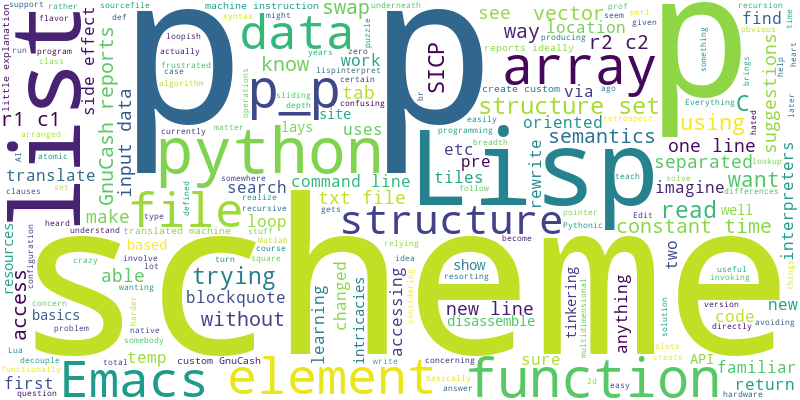 support
flavor
rather
sourcefile
def
syntax
machine instruction
might
underneath
swap
see
vector
location
r2 c2
reports ideally
find
prof
seem
given
obvious
years
little explanation
run
program
class
loopish
actually
frustrated
case
algorithm
side effect
list
p
p
p
data
p_p
know
zero
work
tab
lispinterpret
certain
puzzle
SICP
way
array
suggestions
recursion
time
ago
create custom
something
Everything
brings
times
r1 c1
GnuCash reports
input data
operations
sliding
depth
site
uses
lays
confusing
br
via
C
structure set
using
retrospect
heart
hated
later
lookup
things
translate
arranged
matter
currently
python
oriented
semantics
one line
separated
AI
atomic
set
make
search
etc
pre
easily
programming
breadth
tiles
rewrite
Lisp
want
imagine
read
well
interpreters
clauses
somewhere
defined
recursive
file
command line
txt file
structure
follow
teach
differences
constant time
resources
heard
realize
understand
translated machine
stuff
gets
type
loop
pointer
Edit
Pythonic
solve
configuration
based
course
relying
idea
show
tinkering
two
access
able
trying
crazy
involve
lot
turn
square
Matlab
learning
intricacies
accessing
resorting
become
anything
useful
invoking
new
wanting
concern
blockquote
without
considering
new line
changed
code
version
directly
avoiding
basics
harder
problem
native
somebody
disassemble
multidimensional
sure
API
slots
create
solution
Lua
decouple
functionally
first
temp
custom GnuCash
total
write
perl
concerning
2d
easy
familiar
return
question
Emacs
element
basically
answer
function
hardware
scheme